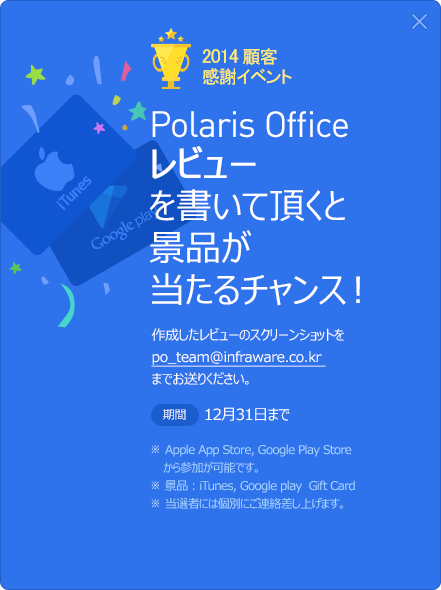 2014 顧客
感謝イベント
Polaris Office
レビュー
を書いて頂くと
景品が
当たるチャンス!
iTunes
Google play
作成したレビューのスクリーンショットを
po_team@infraware.co.kr
までお送りください。
期間 12月31日まで
※ Apple App Store, Google Play Store
から参加が可能です。
※ 景品 : iTunes, Google play Gift Card
※ 当選者には個別にご連絡差し上げます。